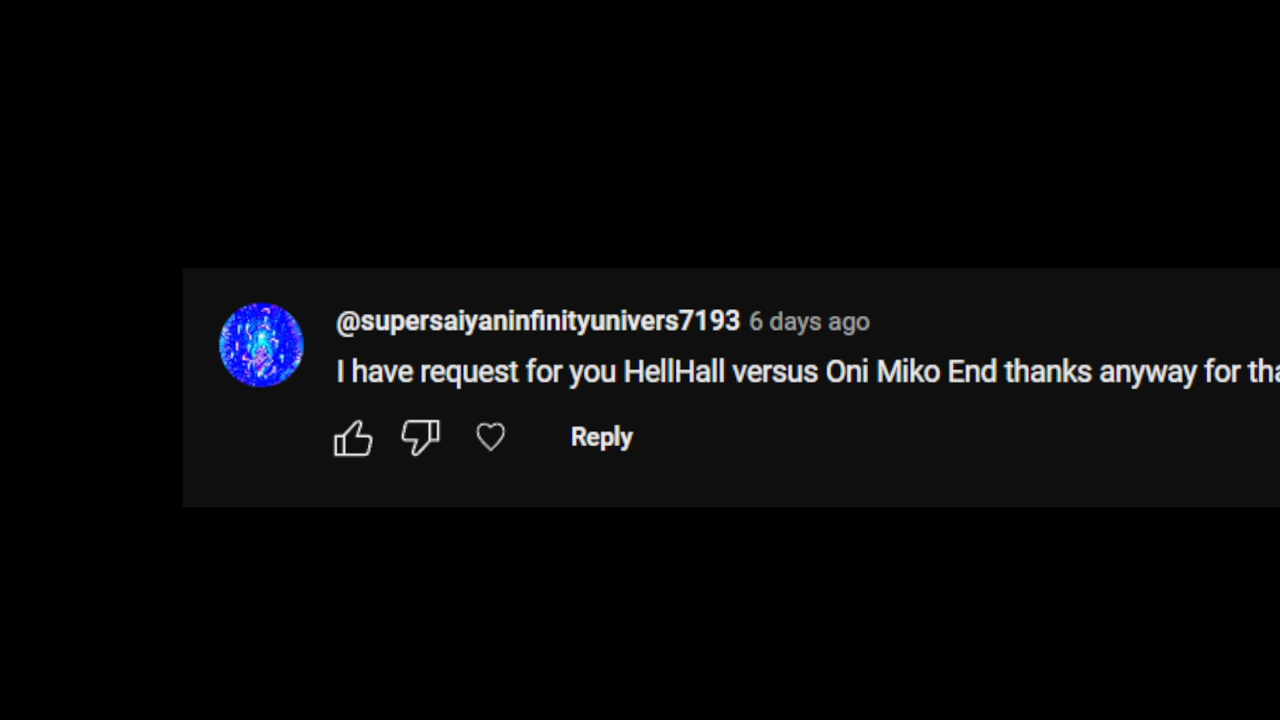 @supersaiyaninfinityunivers7193 6 days ago
I have request for you HellHall versus Oni Miko End thanks anyway for
Reply